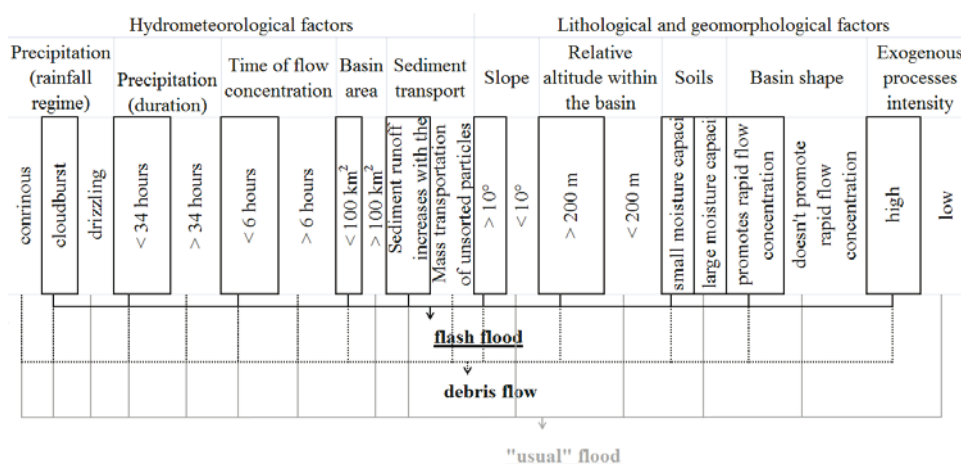 Hydrometeorological factors
Lithological and geomorphological factors
Precipitation
(rainfall
regime)
Precipitation
(duration)
Time of flow
concentration
Basin
area
Sediment
transport
Slope
Relative
altitude within
the basin
Soils
Basin shape
Exogenous
processes
intensity
conrinous
cloudburst
drizzling
< 34 hours
> 34 hours
< 6 hours
> 6 hours
< 100 km²
> 100 km²
Sediment runoff
increases with the
Mass transportation
of unsorted particles
> 10°
< 10°
> 200 m
< 200 m
small moisture capaci
large moisture capaci
promotes rapid flow
concentration
doesn't promote
rapid flow
concentration
high
low
flash flood
debris flow
"usual" flood